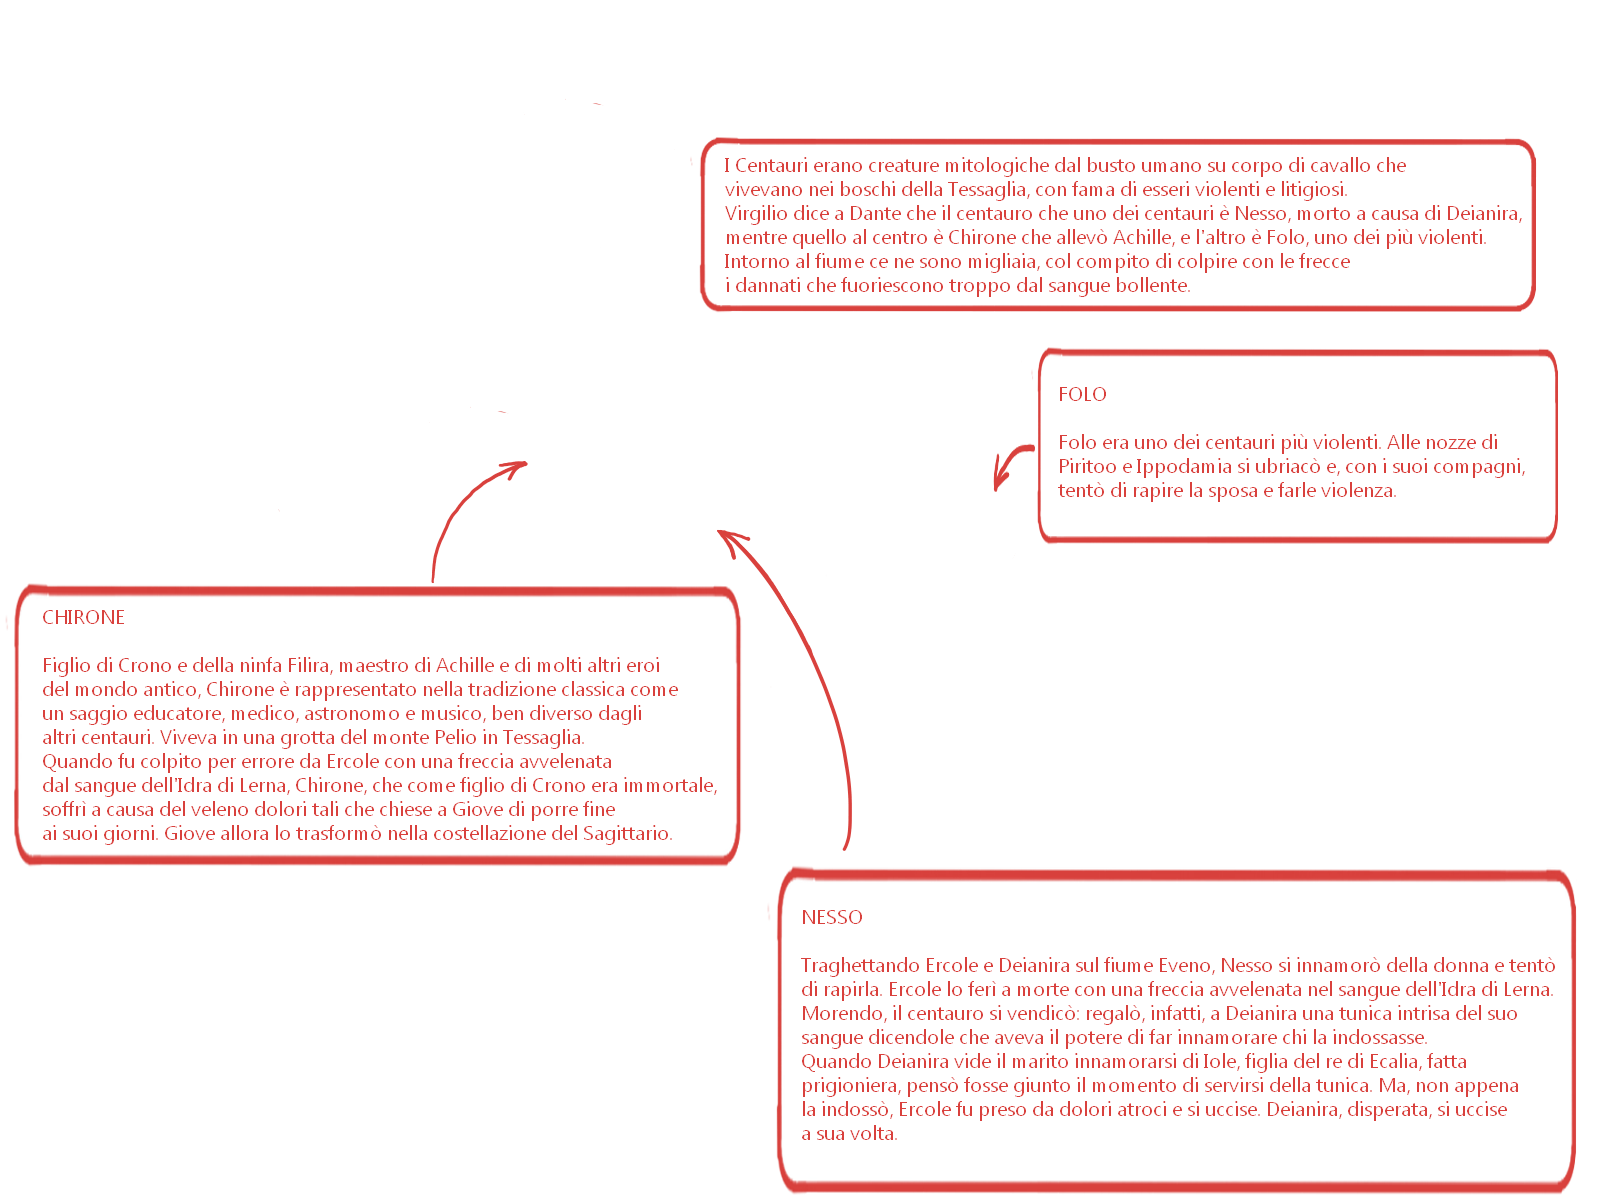 I Centauri erano creature mitologiche dal busto umano su corpo di cavallo che
vivevano nei boschi della Tessaglia, con fama di esseri violenti e litigiosi.
Virgilio dice a Dante che il centauro che uno dei centauri è Nesso, morto a causa di Deianira,
mentre quello al centro è Chirone che allevò Achille, e l'altro è Folo, uno dei più violenti.
Intorno al fiume ce ne sono migliaia, col compito di colpire con le frecce
i dannati che fuoriescono troppo dal sangue bollente.
FOLO
Folo era uno dei centauri più violenti. Alle nozze di
Piritoo e Ippodamia si ubriacò e, con i suoi compagni,
tentò di rapire la sposa e farle violenza.
CHIRONE
Figlio di Crono e della ninfa Filira, maestro di Achille e di molti altri eroi
del mondo antico, Chirone è rappresentato nella tradizione classica come
un saggio educatore, medico, astronomo e musico, ben diverso dagli
altri centauri. Viveva in una grotta del monte Pelio in Tessaglia.
Quando fu colpito per errore da Ercole con una freccia avvelenata
dal sangue dell'Idra di Lerna, Chirone, che come figlio di Crono era immortale,
soffrì a causa del veleno dolori tali che chiese a Giove di porre fine
ai suoi giorni. Giove allora lo trasformò nella costellazione del Sagittario.
NESSO
Traghettando Ercole e Deianira sul fiume Eveno, Nesso si innamorò della donna e tentò
di rapirla. Ercole lo ferì a morte con una freccia avvelenata nel sangue dell'Idra di Lerna.
Morendo, il centauro si vendicò: regalò, infatti, a Deianira una tunica intrisa del suo
sangue dicendole che aveva il potere di far innamorare chi la indossasse.
Quando Deianira vide il marito innamorarsi di Iole, figlia del re di Ecalia, fatta
prigioniera, pensò fosse giunto il momento di servirsi della tunica. Ma, non appena
la indossò, Ercole fu preso da dolori atroci e si uccise. Deianira, disperata, si uccise
a sua volta.